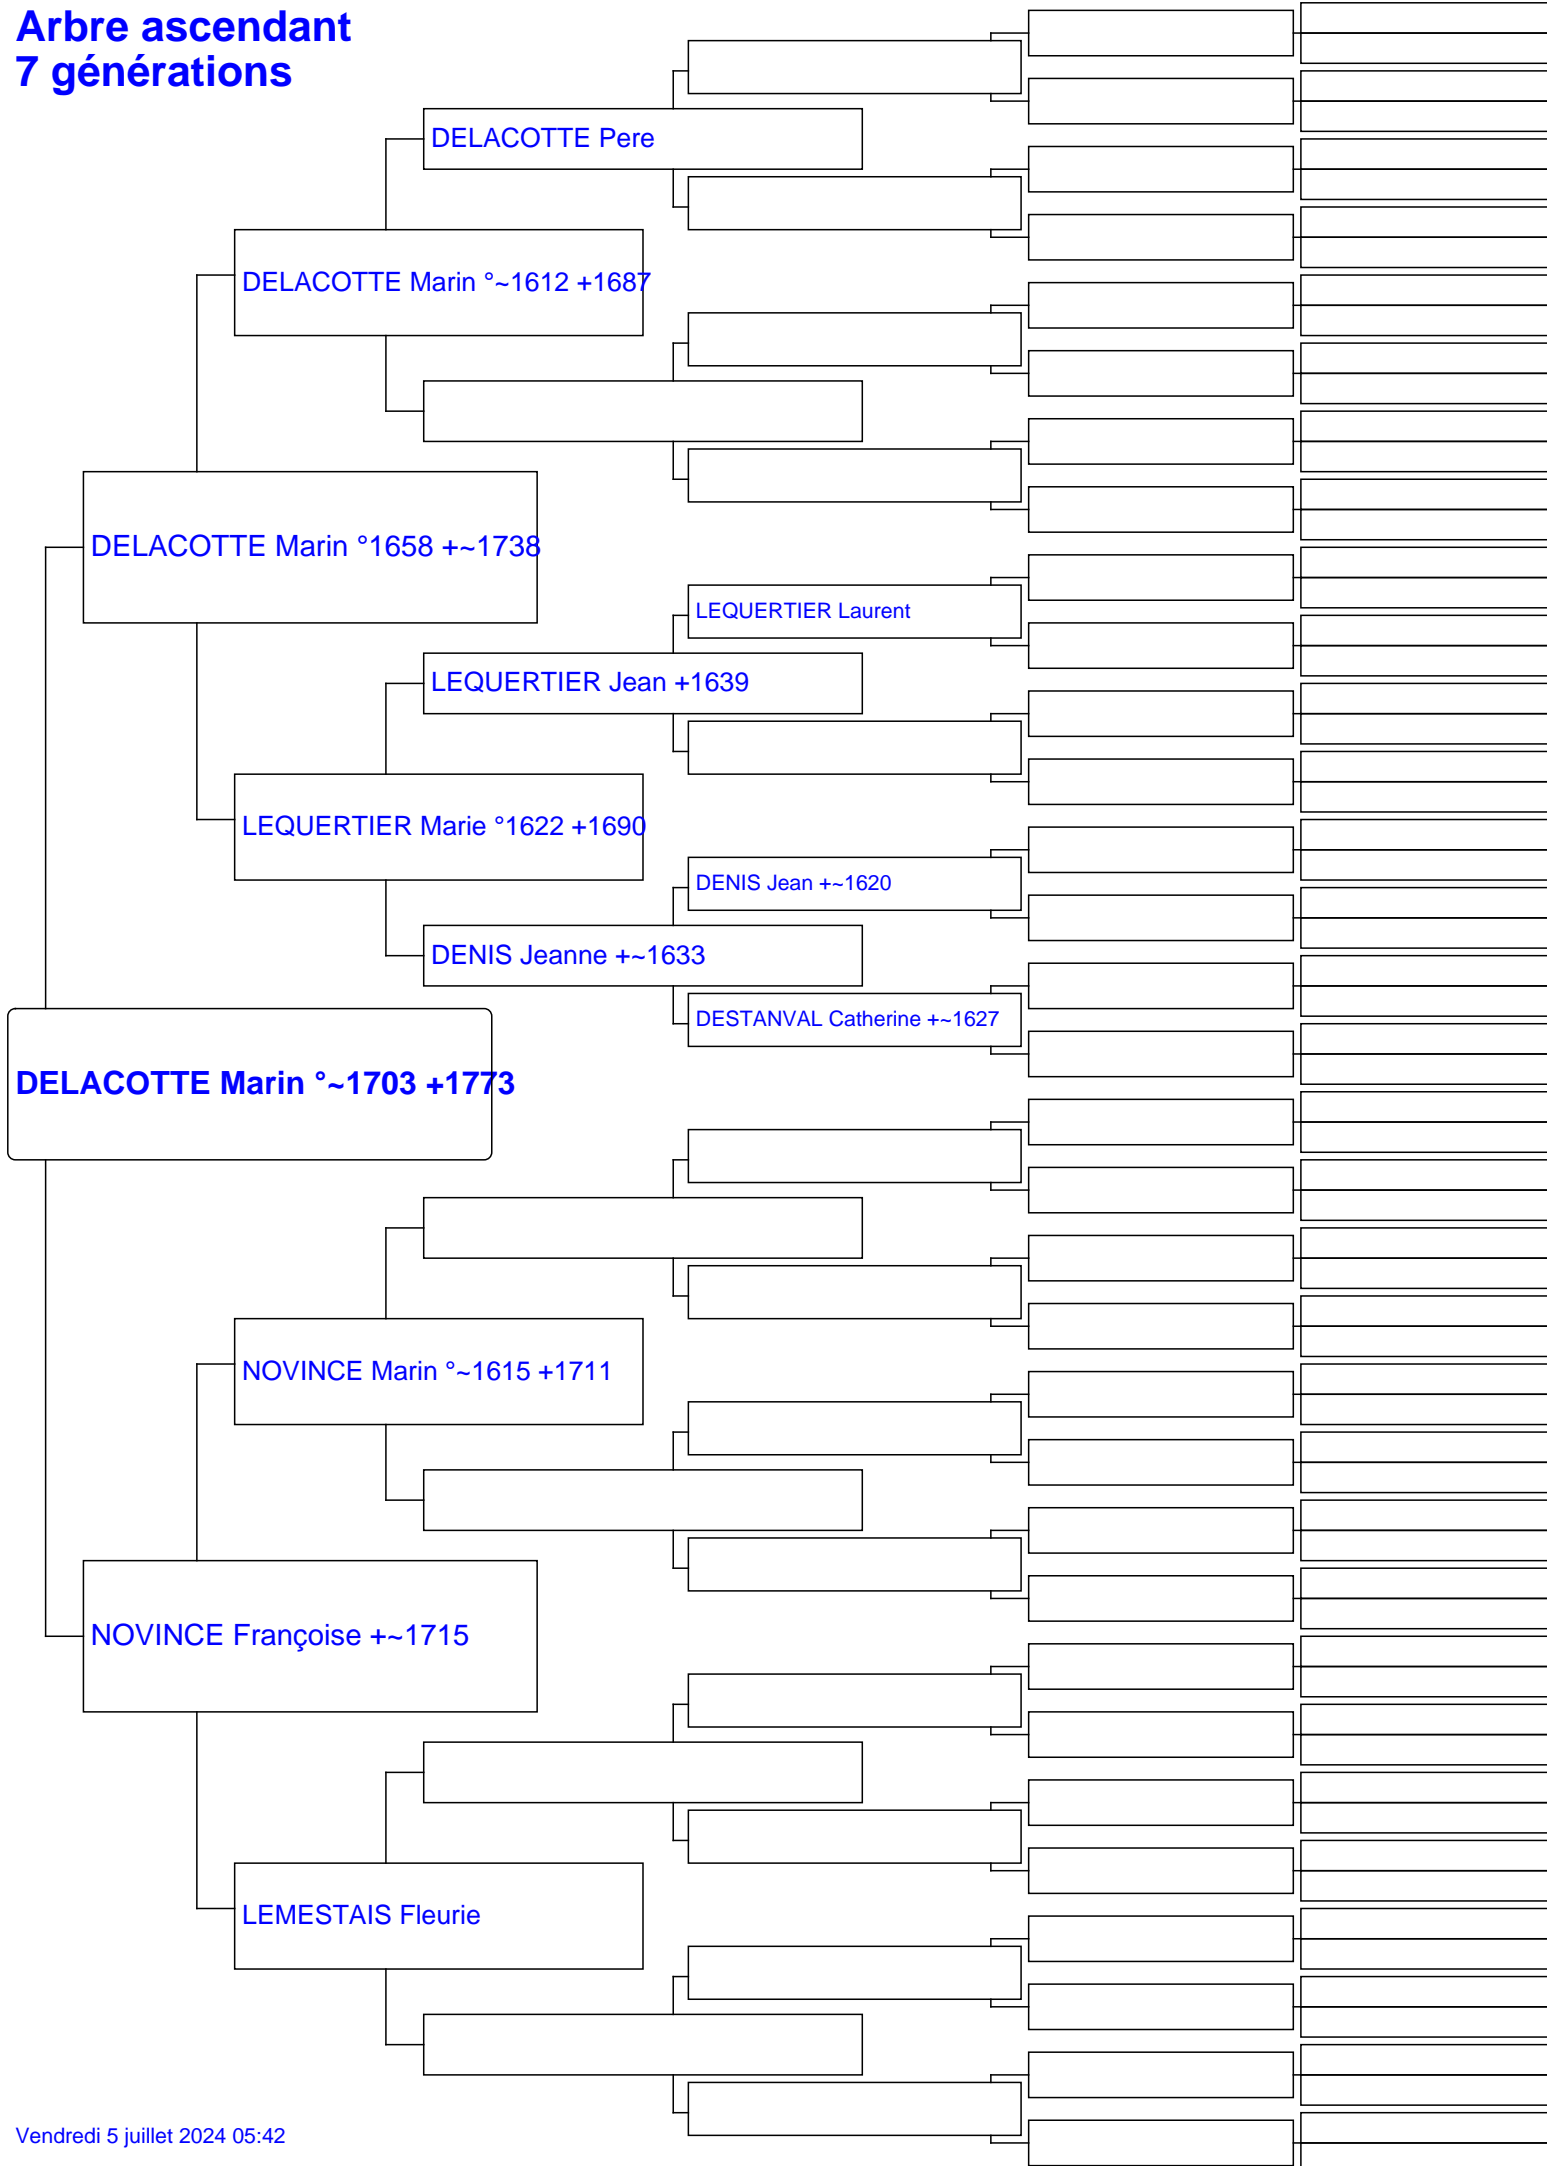 Arbre ascendant
7 générations
DELACOTTE Pere
DELACOTTE Marin °~1612 +1687
DELACOTTE Marin °1658 +~1738
LEQUERTIER Laurent
LEQUERTIER Jean +1639
LEQUERTIER Marie °1622 +1690
DENIS Jean +~1620
DENIS Jeanne +~1633
DESTANVAL Catherine +~1627
DELACOTTE Marin °~1703 +1773
NOVINCE Marin °~1615 +1711
NOVINCE Françoise +~1715
LEMESTAIS Fleurie
Vendredi 5 juillet 2024 05:42